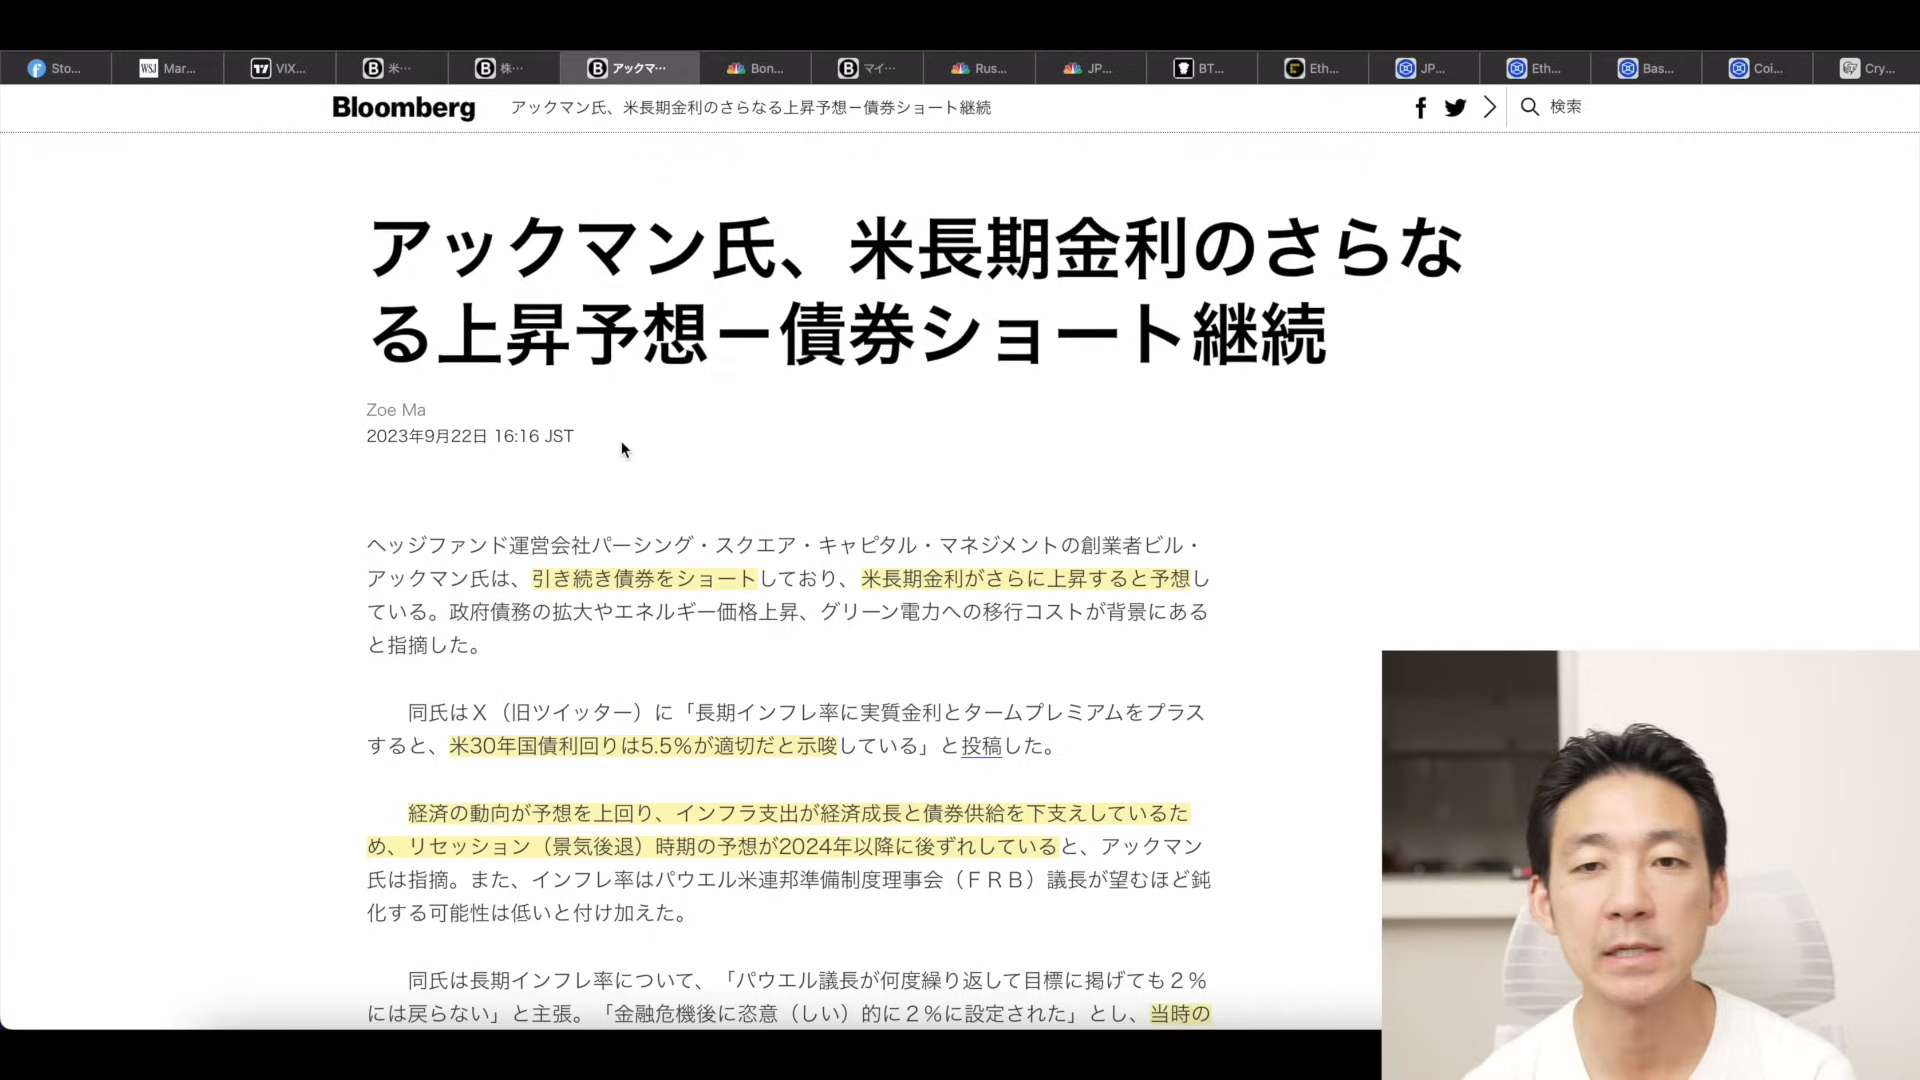 Sto...
WSJ Mar...
VIX...
B 米…
B 株…
B アックマ…
Bon...
B マイ…
Rus...
JP...
BT...
Eth...
JP...
Eth...
Bas...
Coi...
Cry...
Bloomberg
アックマン氏、米長期金利のさらなる上昇予想－債券ショート継続
検索
アックマン氏、米長期金利のさらな
る上昇予想－債券ショート継続
Zoe Ma
2023年9月22日 16:16 JST
ヘッジファンド運営会社パーシング・スクエア・キャピタル・マネジメントの創業者ビル・
アックマン氏は、引き続き債券をショートしており、米長期金利がさらに上昇すると予想し
ている。政府債務の拡大やエネルギー価格上昇、グリーン電力への移行コストが背景にある
と指摘した。
同氏はＸ（旧ツイッター）に「長期インフレ率に実質金利とタームプレミアムをプラス
すると、米30年国債利回りは5.5％が適切だと示唆している」と投稿した。
経済の動向が予想を上回り、インフラ支出が経済成長と債券供給を下支えしているた
め、リセッション（景気後退）時期の予想が2024年以降に後ずれしていると、アックマン
氏は指摘。また、インフレ率はパウエル米連邦準備制度理事会（ＦＲＢ）議長が望むほど鈍
化する可能性は低いと付け加えた。
同氏は長期インフレ率について、「パウエル議長が何度繰り返して目標に掲げても２％
には戻らない」と主張。「金融危機後に恣意（しい）的に２％に設定された」とし、当時の